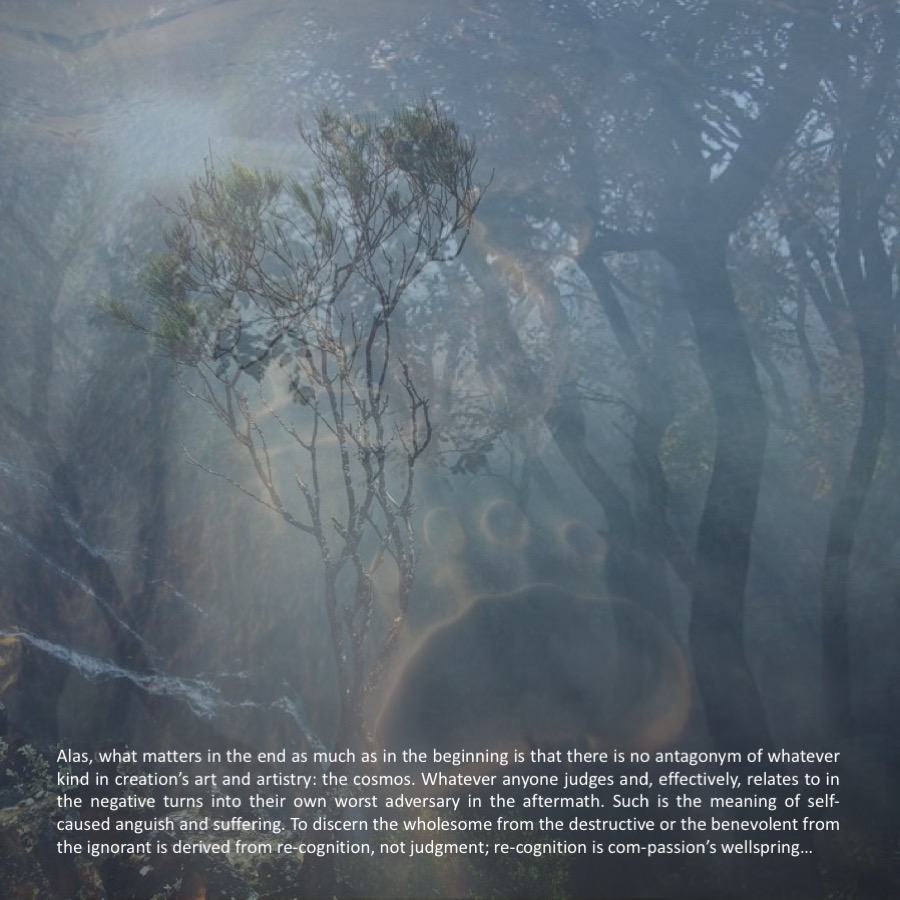 Alas, what matters in the end as much as in the beginning is that there is no antagonym of whatever
kind in creation’s art and artistry: the cosmos. Whatever anyone judges and, effectively, relates to in
the negative turns into their own worst adversary in the aftermath. Such is the meaning of self-
caused anguish and suffering. To discern the wholesome from the destructive or the benevolent from
the ignorant is derived from re-cognition, not judgment; re-cognition is com-passion’s wellspring...